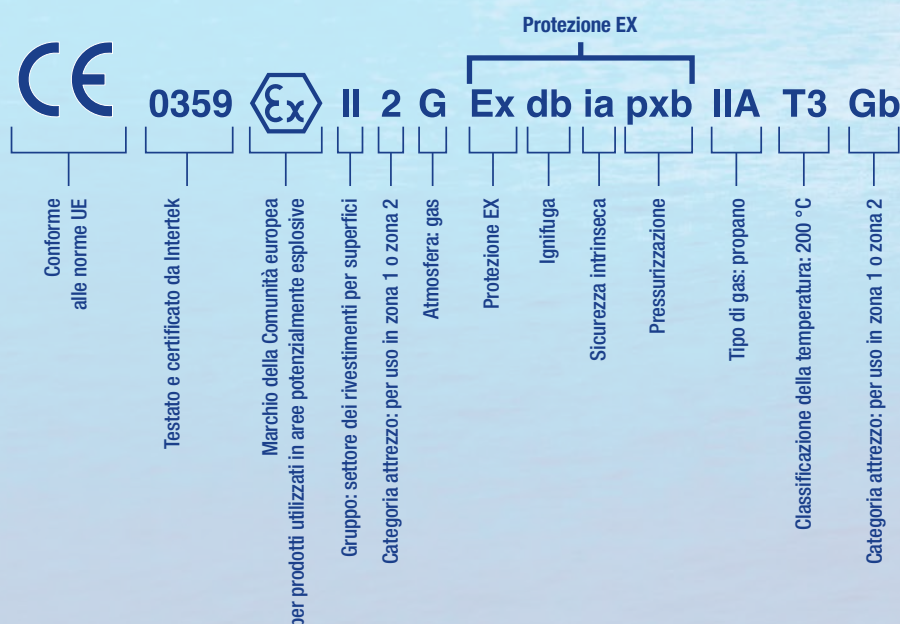 Protezione EX
CE 0359 Ex II 2 G Ex db ia pxb IIA T3 Gb
Conforme
alle norme UE
Testato e certificato da Intertek
Marchio della Comunità europea
per prodotti utilizzati in aree potenzialmente esplosive
Gruppo: settore dei rivestimenti per superfici
Categoria attrezzo: per uso in zona 1 o zona 2
Atmosfera: gas
Protezione EX
Ignifuga
Sicurezza intrinseca
Pressurizzazione
Tipo di gas: propano
Classificazione della temperatura: 200 °C
Categoria attrezzo: per uso in zona 1 o zona 2